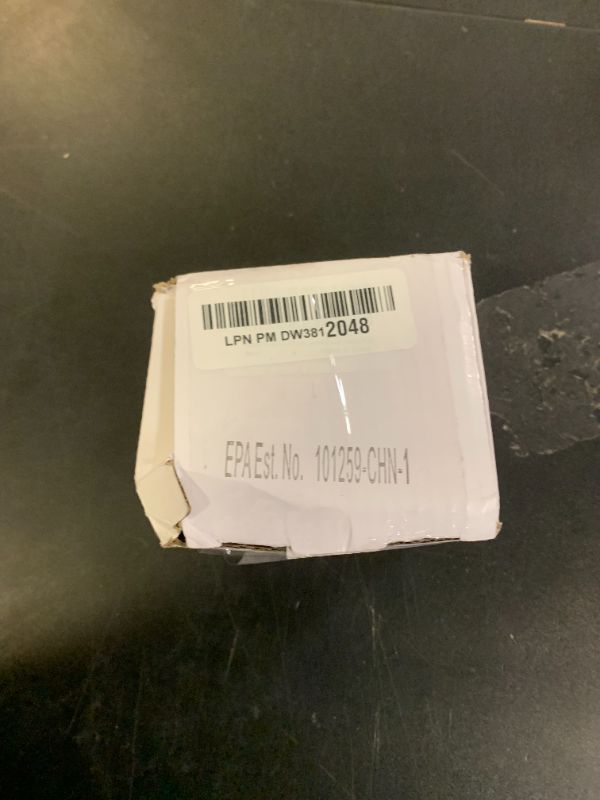 LPN PM DW3812048
EPA Est. No. 101259-CHN-1